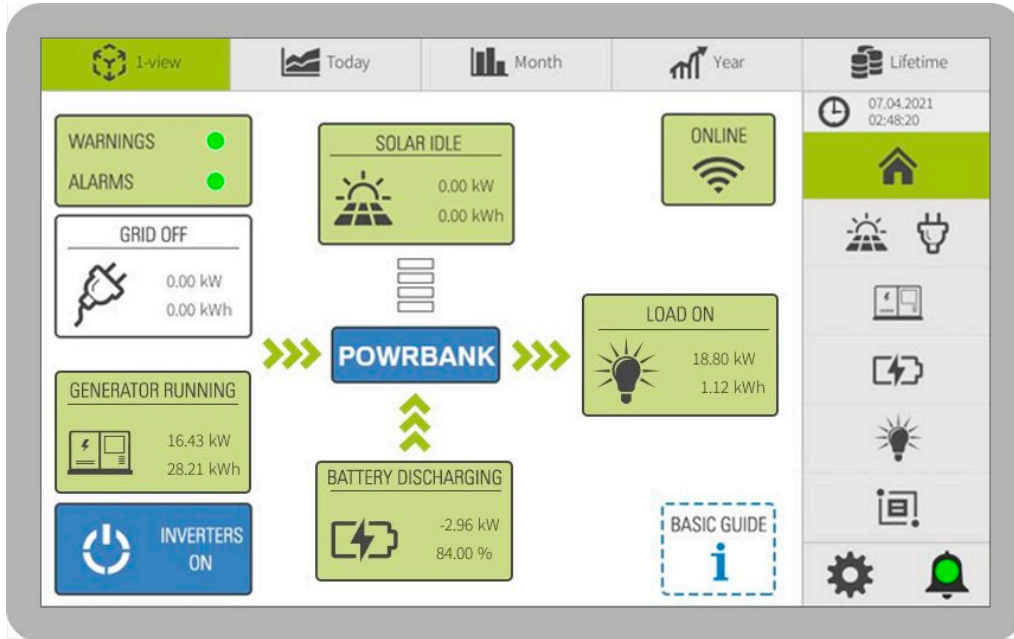 1-view
Today
Month
Year
Lifetime
07.04.2021
02:48:20
WARNINGS
ALARMS
SOLAR IDLE
0.00 kW
0.00 kWh
ONLINE
GRID OFF
0.00 kW
0.00 kWh
LOAD ON
18.80 kW
1.12 kWh
POWRBANK
GENERATOR RUNNING
16.43 kW
28.21 kWh
BATTERY DISCHARGING
-2.96 kW
84.00 %
INVERTERS
ON
BASIC GUIDE
i